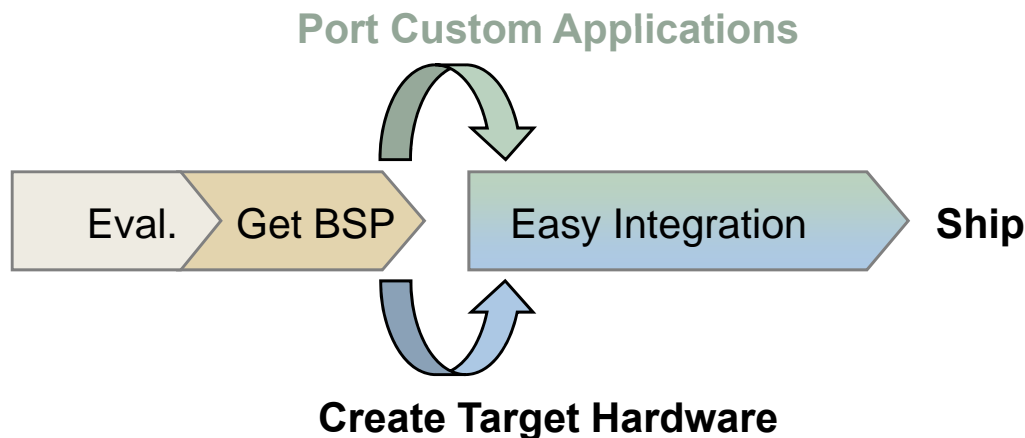 Port Custom Applications
Eval.
Get BSP
Easy Integration
Ship
Create Target Hardware